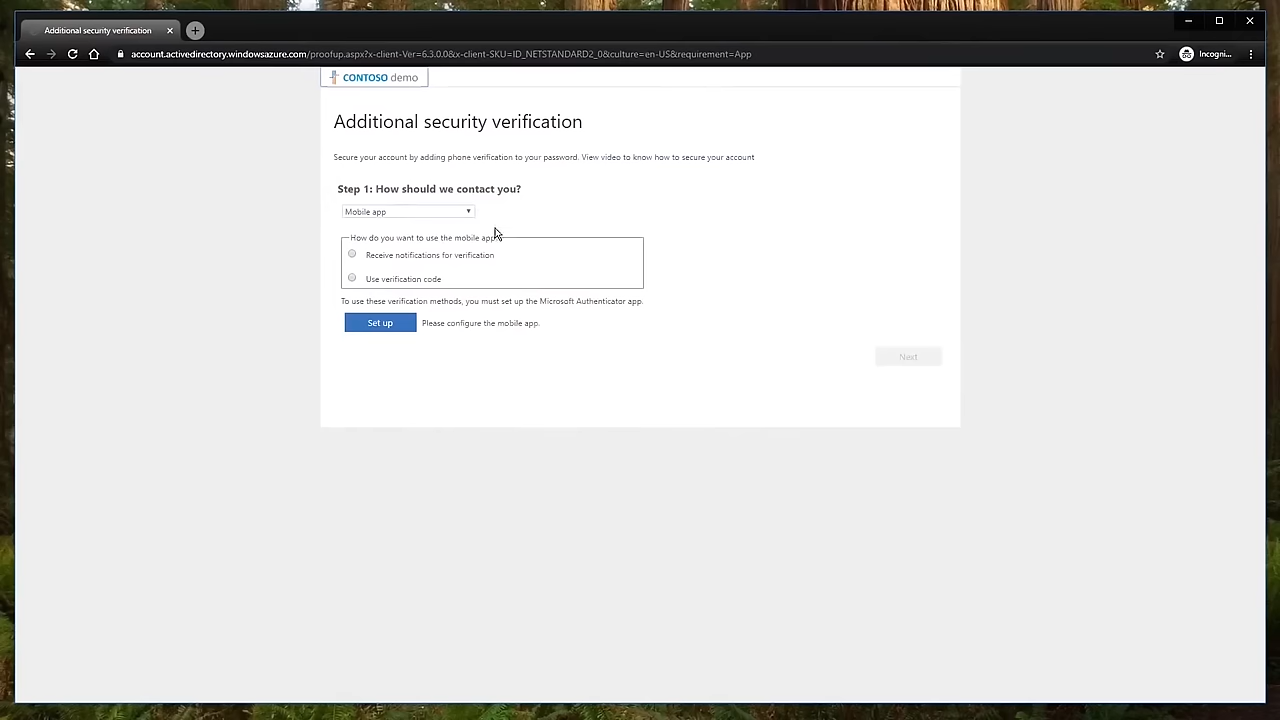 Additional security verification
account.activedirectory.windowsazure.com/proofup.aspx?x-client-Ver=6.3.0.0&x-client-SKU=ID_NETSTANDARD2_0&culture=en-US&requirement=App
Incogni...
CONTOSO demo
Additional security verification
Secure your account by adding phone verification to your password. View video to know how to secure your account
Step 1: How should we contact you?
Mobile app
How do you want to use the mobile app
Receive notifications for verification
Use verification code
To use these verification methods, you must set up the Microsoft Authenticator app.
Set up Please configure the mobile app.
Next